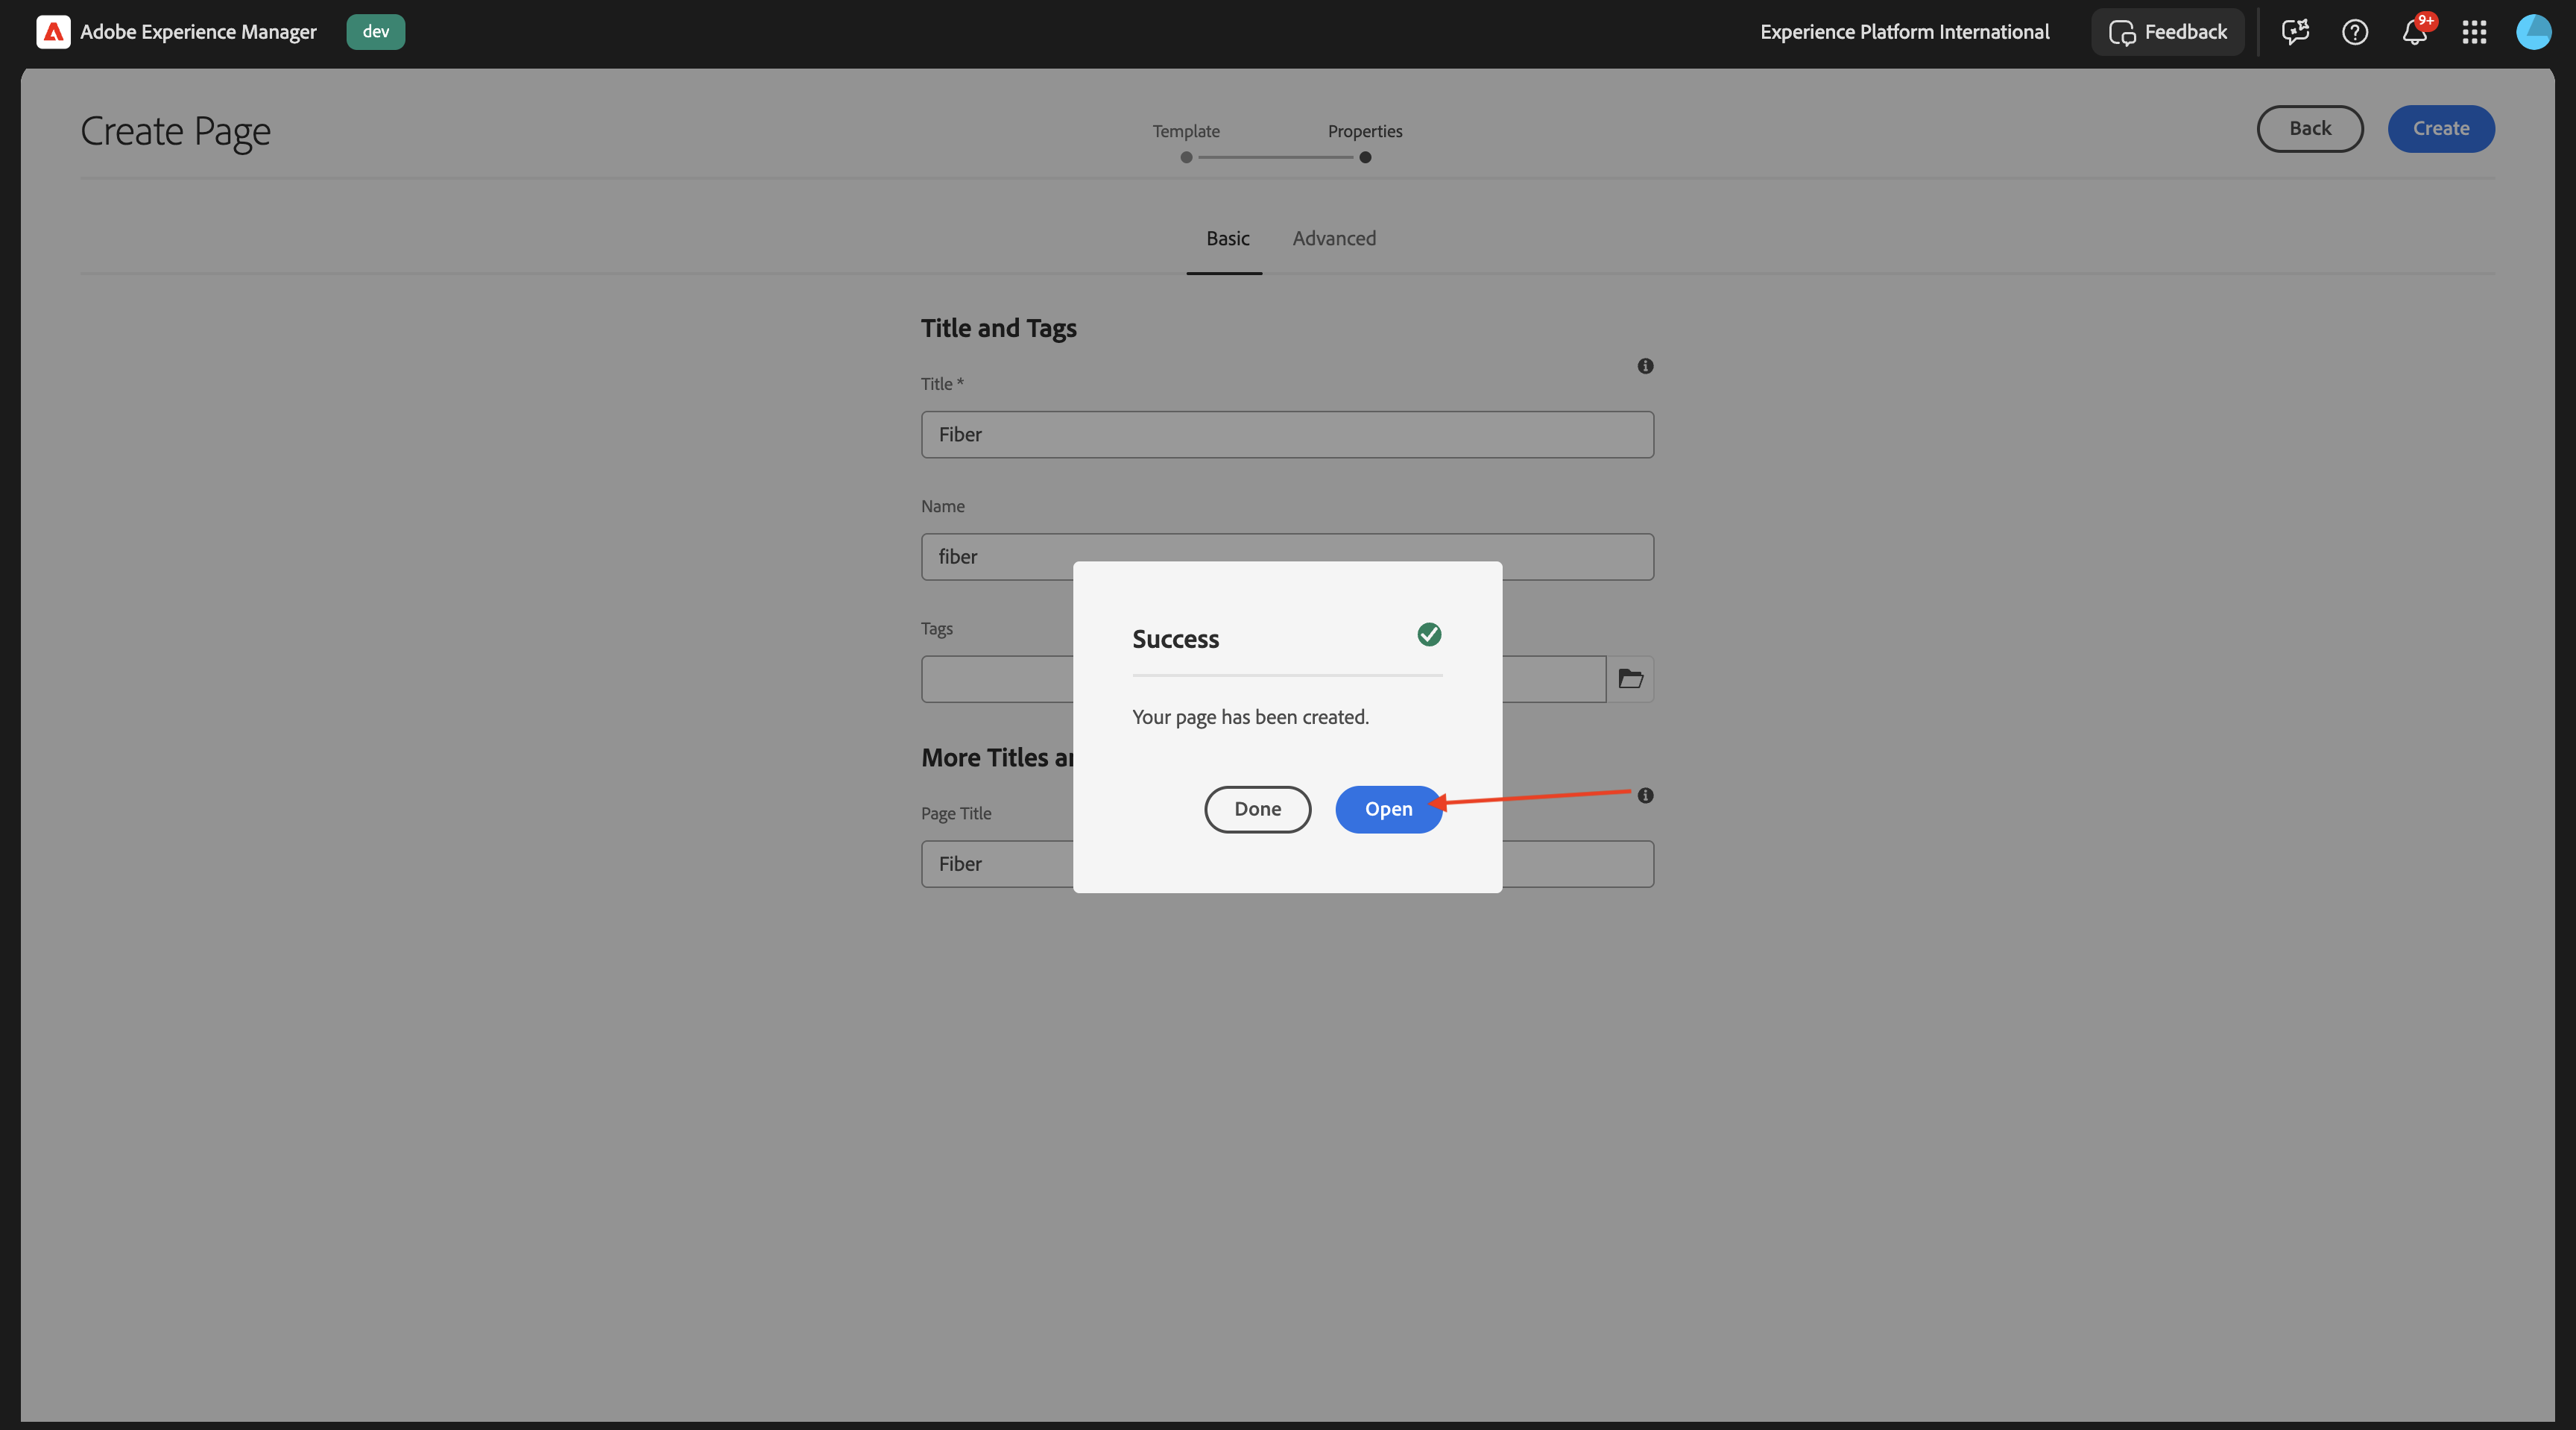 Adobe Experience Manager dev Experience Platform International Feedback 9+
Create Page
Template Properties
Back Create
Basic Advanced
Title and Tags
Title *
Fiber
Name
fiber
Tags
Success
Your page has been created.
More Titles a
Done Open
Page Title
Fiber